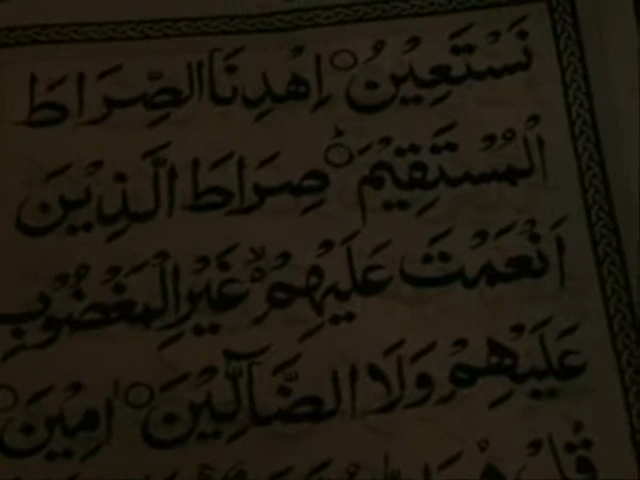 نَسْتَعِيْنُ ○ اِهْدِنَا الصِّرَاطَ
الْمُسْتَقِيْمَ ○ صِرَاطَ الَّذِيْنَ
اَنْعَمْتَ عَلَيْهِمْ غَيْرِ الْمَغْضُوْبِ
عَلَيْهِمْ وَلَا الضَّآلِّيْنَ ○ اٰمِيْنَ ○